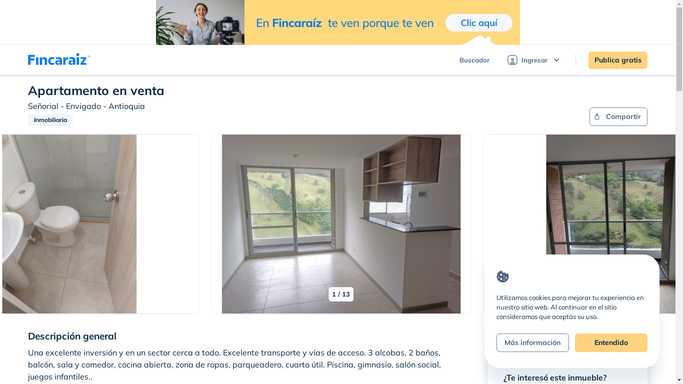 En Fincaraíz te ven porque te ven
Clic aquí
Fincaraiz
Buscador
Ingresar
Publica gratis
Apartamento en venta
Señorial - Envigado - Antioquia
Inmobiliaria
Compartir
1 / 13
Utilizamos cookies para mejorar tu experiencia en
nuestro sitio web. Al continuar en el sitio
consideramos que aceptas su uso.
Más información
Entendido
Descripción general
Una excelente inversión y en un sector cerca a todo. Excelente transporte y vías de acceso. 3 alcobas, 2 baños,
balcón, sala y comedor, cocina abierta, zona de ropas, parqueadero, cuarto útil. Piscina, gimnasio, salón social,
juegos infantiles..
¿Te interesó este inmueble?